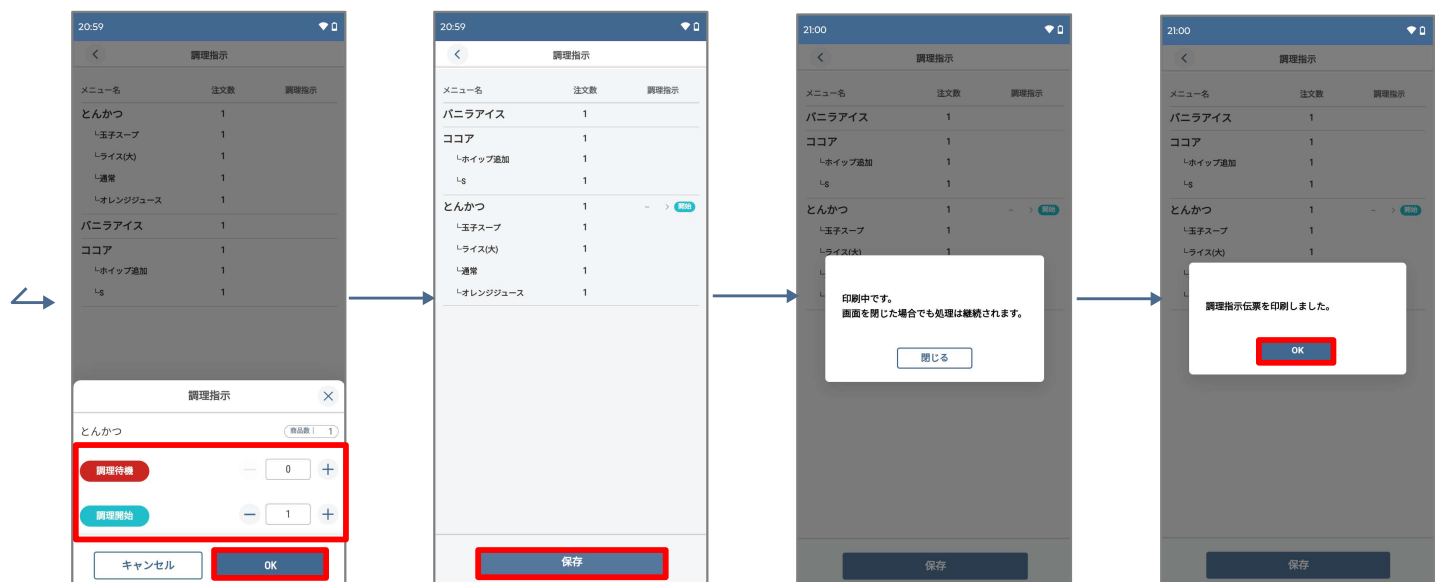 20:59
調理指示
メニュー名 注文数 調理指示
とんかつ 1
└玉子スープ 1
└ライス(大) 1
└通常 1
└オレンジジュース 1
バニラアイス 1
ココア 1
└ホイップ追加 1
└S 1
調理指示
とんかつ 商品数 1
調理待機 0
調理開始 1
キャンセル OK
20:59
調理指示
メニュー名 注文数 調理指示
バニラアイス 1
ココア 1
└ホイップ追加 1
└S 1
とんかつ 1 - > 開始
└玉子スープ 1
└ライス(大) 1
└通常 1
└オレンジジュース 1
保存
21:00
調理指示
メニュー名 注文数 調理指示
バニラアイス 1
ココア 1
└ホイップ追加 1
└S 1
とんかつ 1 - > 開始
└玉子スープ 1
└ライス(大) 1
印刷中です。
画面を閉じた場合でも処理は継続されます。
閉じる
保存
21:00
調理指示
メニュー名 注文数 調理指示
バニラアイス 1
ココア 1
└ホイップ追加 1
└S 1
とんかつ 1 - > 開始
└玉子スープ 1
└ライス(大) 1
調理指示伝票を印刷しました。
OK
保存